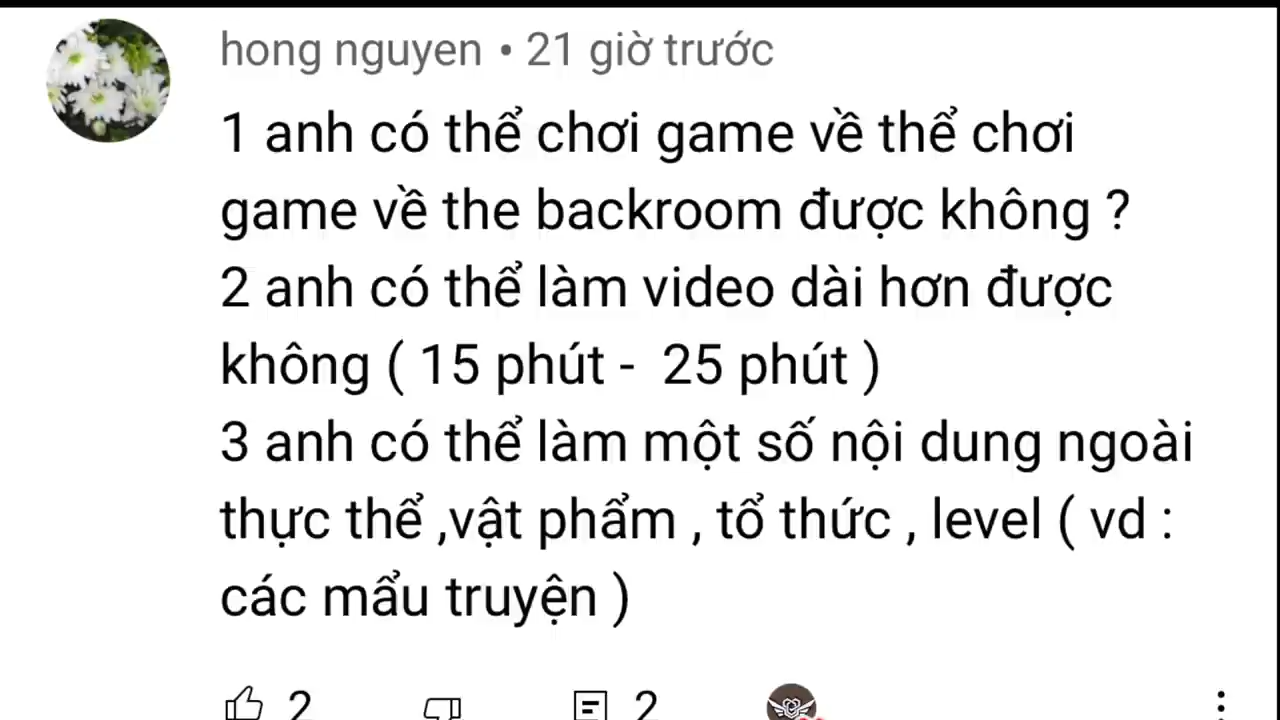 hong nguyen • 21 giờ trước
1 anh có thể chơi game về thể chơi
game về the backroom được không ?
2 anh có thể làm video dài hơn được
không ( 15 phút - 25 phút )
3 anh có thể làm một số nội dung ngoài
thực thể ,vật phẩm , tổ thức , level ( vd :
các mẩu truyện )
2 2